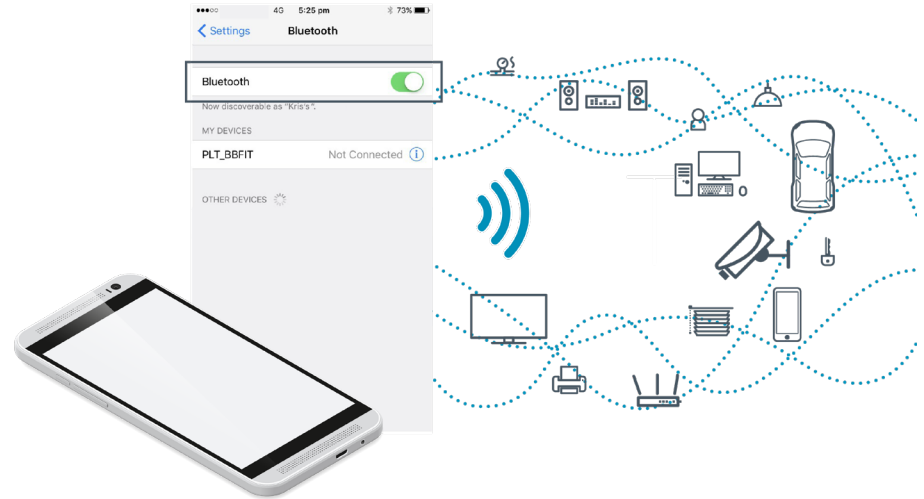 4G 5:25 pm 73%
Settings Bluetooth
Bluetooth
Now discoverable as "Kris's".
MY DEVICES
PLT_BBFIT Not Connected
OTHER DEVICES